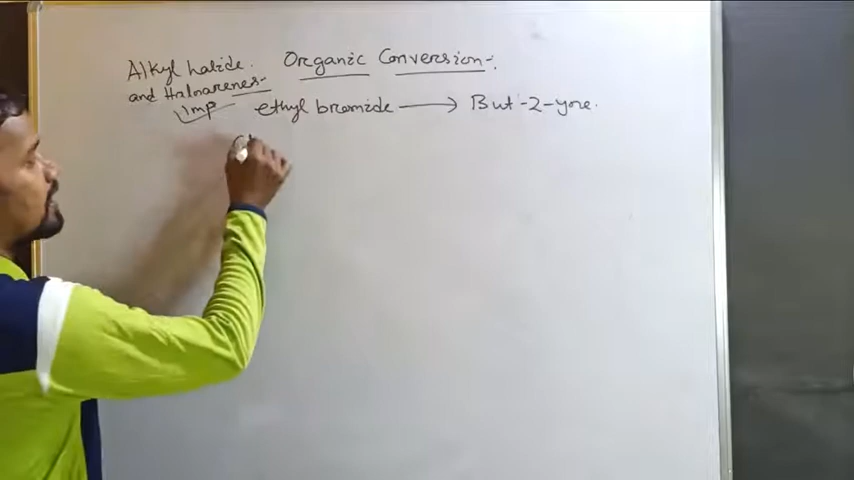 Alkyl halide. Organic Conversion-.
and Haloarenes-
Imp ethyl bromide ⟶ But-2-yne.
C